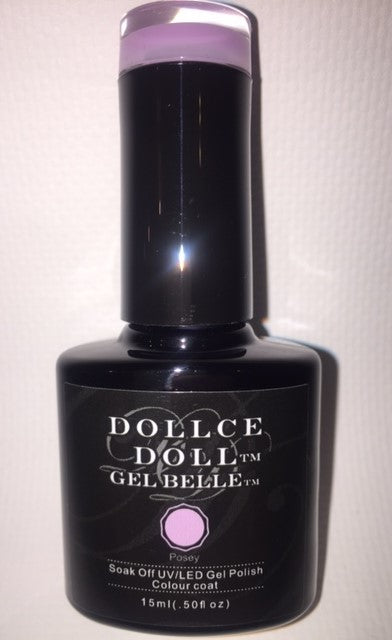 DOLLCE
DOLL™
GEL BELLE™
Posey
Soak Off UV/LED Gel Polish
Colour coat
15ml(.50fl oz)